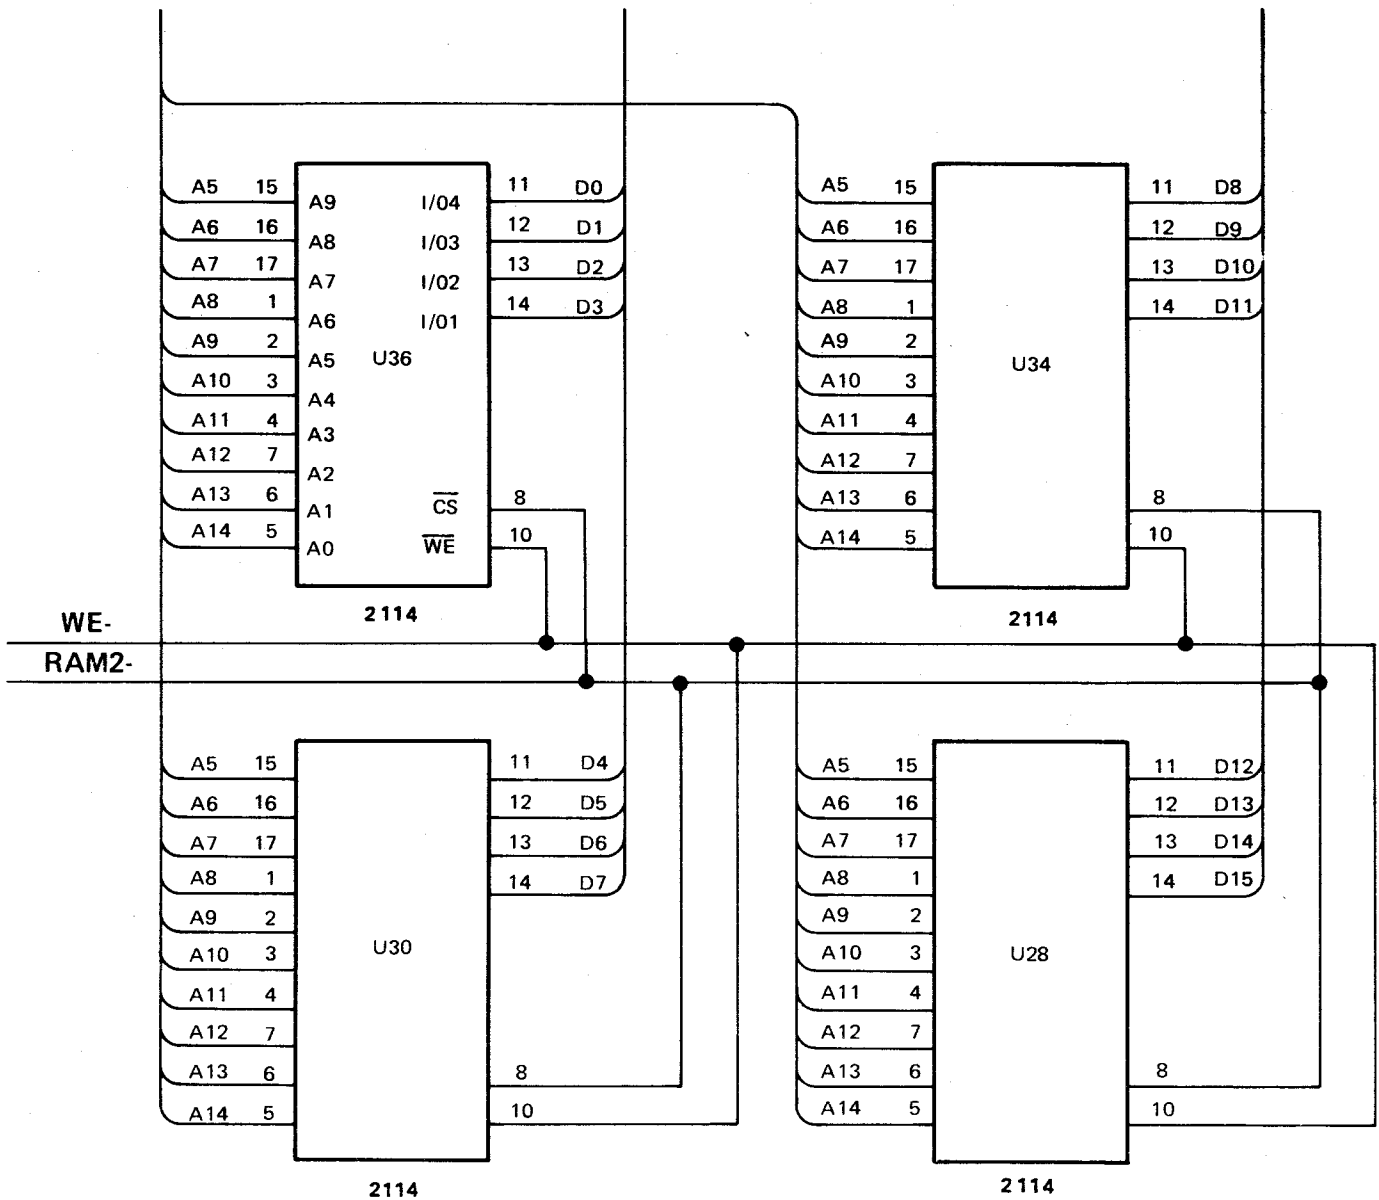 A5 15 A9 I/04 11 D0
A6 16 A8 I/03 12 D1
A7 17 A7 I/02 13 D2
A8 1 A6 I/01 14 D3
A9 2 A5
U36
A10 3 A4
A11 4 A3
A12 7 A2
A13 6 A1 CS 8
A14 5 A0 WE 10
2114
A5 15 11 D8
A6 16 12 D9
A7 17 13 D10
A8 1 14 D11
A9 2
U34
A10 3
A11 4
A12 7
A13 6 8
A14 5 10
2114
WE-
RAM2-
A5 15 11 D4
A6 16 12 D5
A7 17 13 D6
A8 1 14 D7
A9 2
U30
A10 3
A11 4
A12 7
A13 6 8
A14 5 10
2114
A5 15 11 D12
A6 16 12 D13
A7 17 13 D14
A8 1 14 D15
A9 2
U28
A10 3
A11 4
A12 7
A13 6 8
A14 5 10
2114